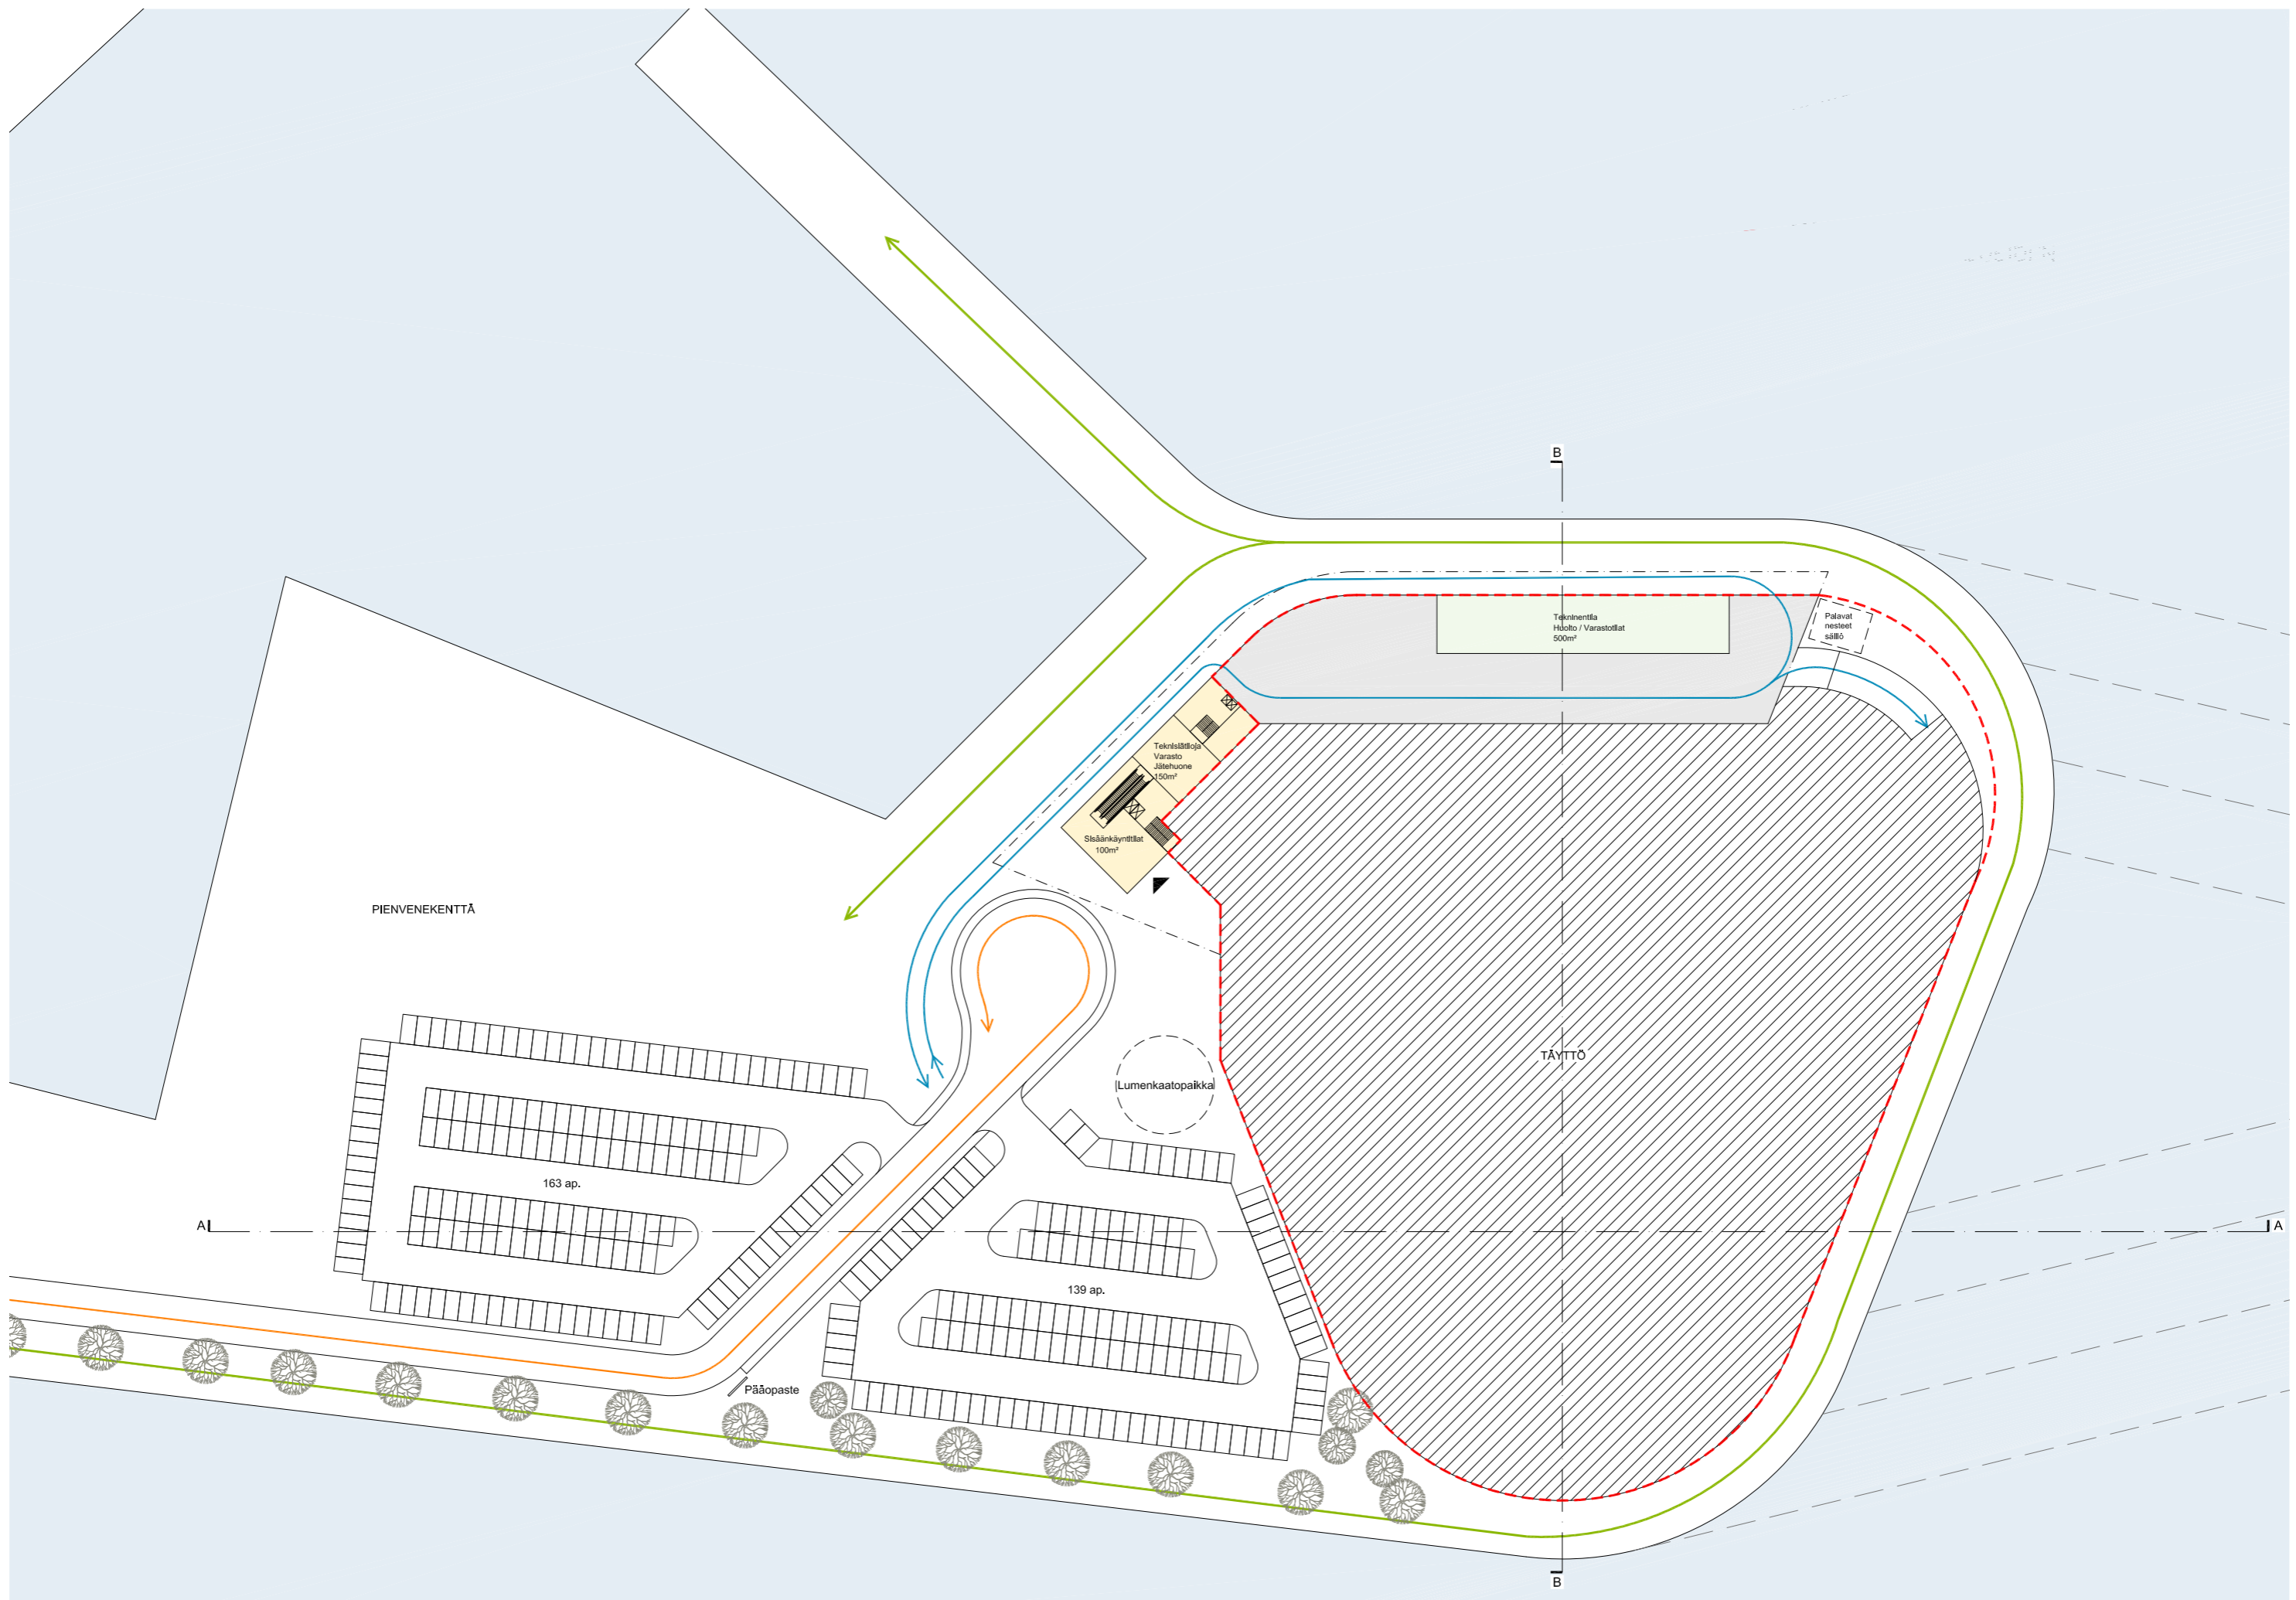 B
Tekninentila
Huolto / Varastotilat
500m²
Palavat
nesteet
säiliö
Teknisiätiloja
Varasto
Jätehuone
150m²
Sisäänkäyntitilat
100m²
PIENVENEKENTTÄ
TÄYTTÖ
Lumenkaatopaikka
163 ap.
A
A
139 ap.
Pääopaste
B